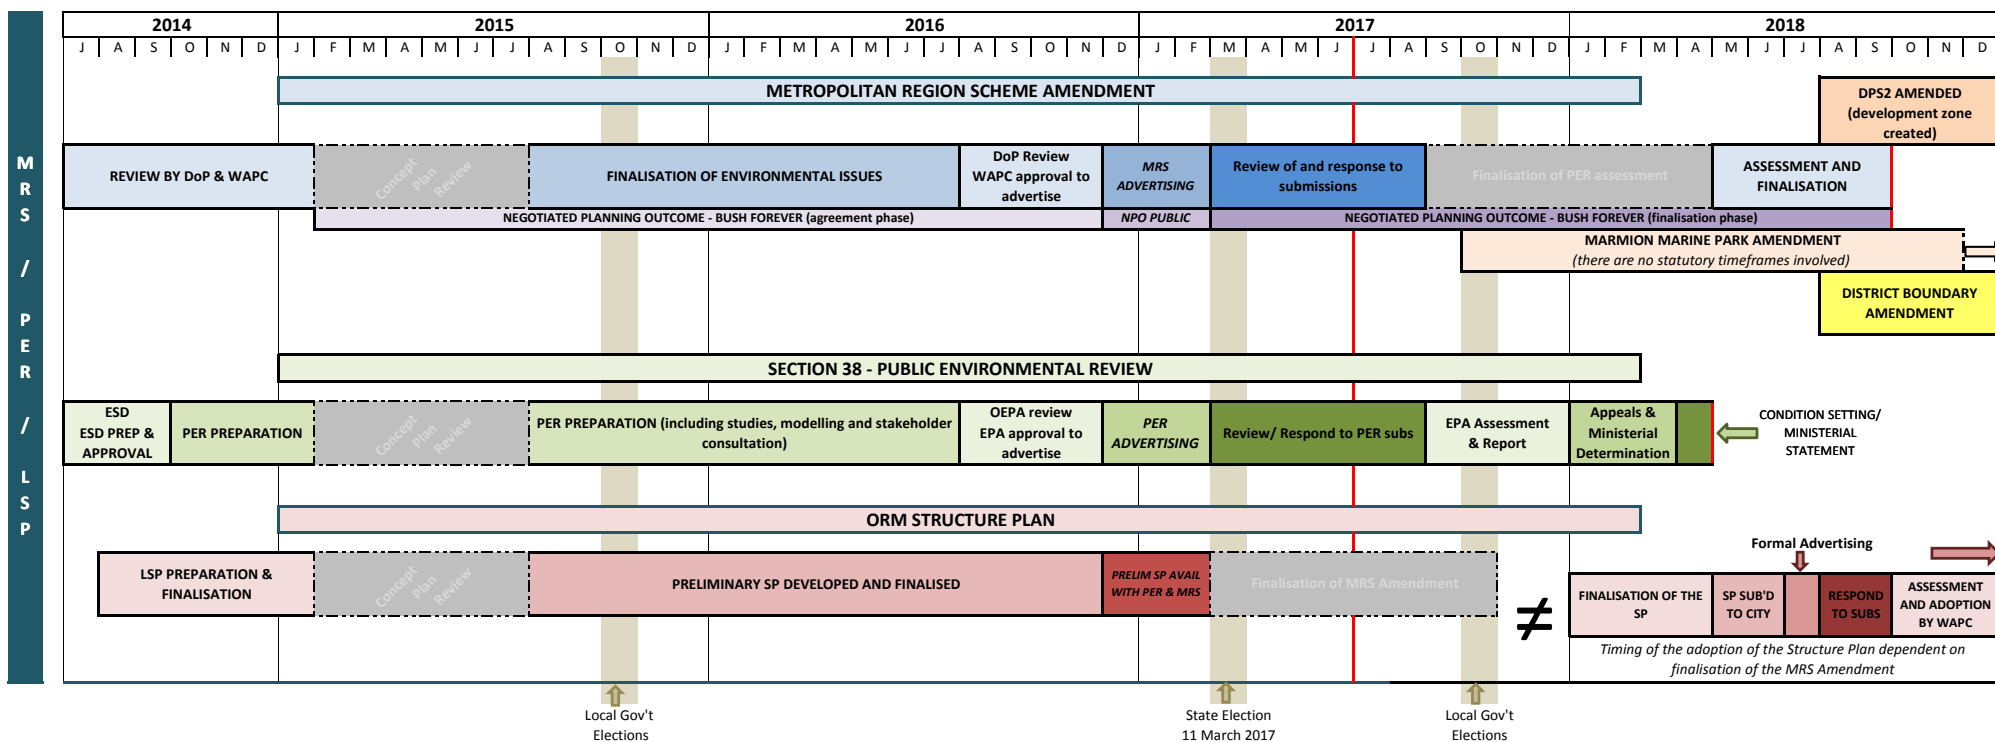 2014 2015 2016 2017 2018
J A S O N D J F M A M J J A S O N D J F M A M J J A S O N D J F M A M J J A S O N D J F M A M J J A S O N D
MRS / PER / LSP
METROPOLITAN REGION SCHEME AMENDMENT
DPS2 AMENDED
(development zone
created)
REVIEW BY DoP & WAPC
Concept
Plan
Review
FINALISATION OF ENVIRONMENTAL ISSUES
DoP Review
WAPC approval to
advertise
MRS
ADVERTISING
Review of and response to
submissions
Finalisation of PER assessment
ASSESSMENT AND
FINALISATION
NEGOTIATED PLANNING OUTCOME - BUSH FOREVER (agreement phase)
NPO PUBLIC
NEGOTIATED PLANNING OUTCOME - BUSH FOREVER (finalisation phase)
MARMION MARINE PARK AMENDMENT
(there are no statutory timeframes involved)
DISTRICT BOUNDARY
AMENDMENT
SECTION 38 - PUBLIC ENVIRONMENTAL REVIEW
ESD
ESD PREP &
APPROVAL
PER PREPARATION
Concept
Plan
Review
PER PREPARATION (including studies, modelling and stakeholder
consultation)
OEPA review
EPA approval to
advertise
PER
ADVERTISING
Review/ Respond to PER subs
EPA Assessment
& Report
Appeals &
Ministerial
Determination
CONDITION SETTING/
MINISTERIAL
STATEMENT
ORM STRUCTURE PLAN
LSP PREPARATION &
FINALISATION
Concept
Plan
Review
PRELIMINARY SP DEVELOPED AND FINALISED
PRELIM SP AVAIL
WITH PER & MRS
Finalisation of MRS Amendment
≠
Formal Advertising
FINALISATION OF THE
SP
SP SUB'D
TO CITY
RESPOND
TO SUBS
ASSESSMENT
AND ADOPTION
BY WAPC
Timing of the adoption of the Structure Plan dependent on
finalisation of the MRS Amendment
Local Gov't
Elections
State Election
11 March 2017
Local Gov't
Elections